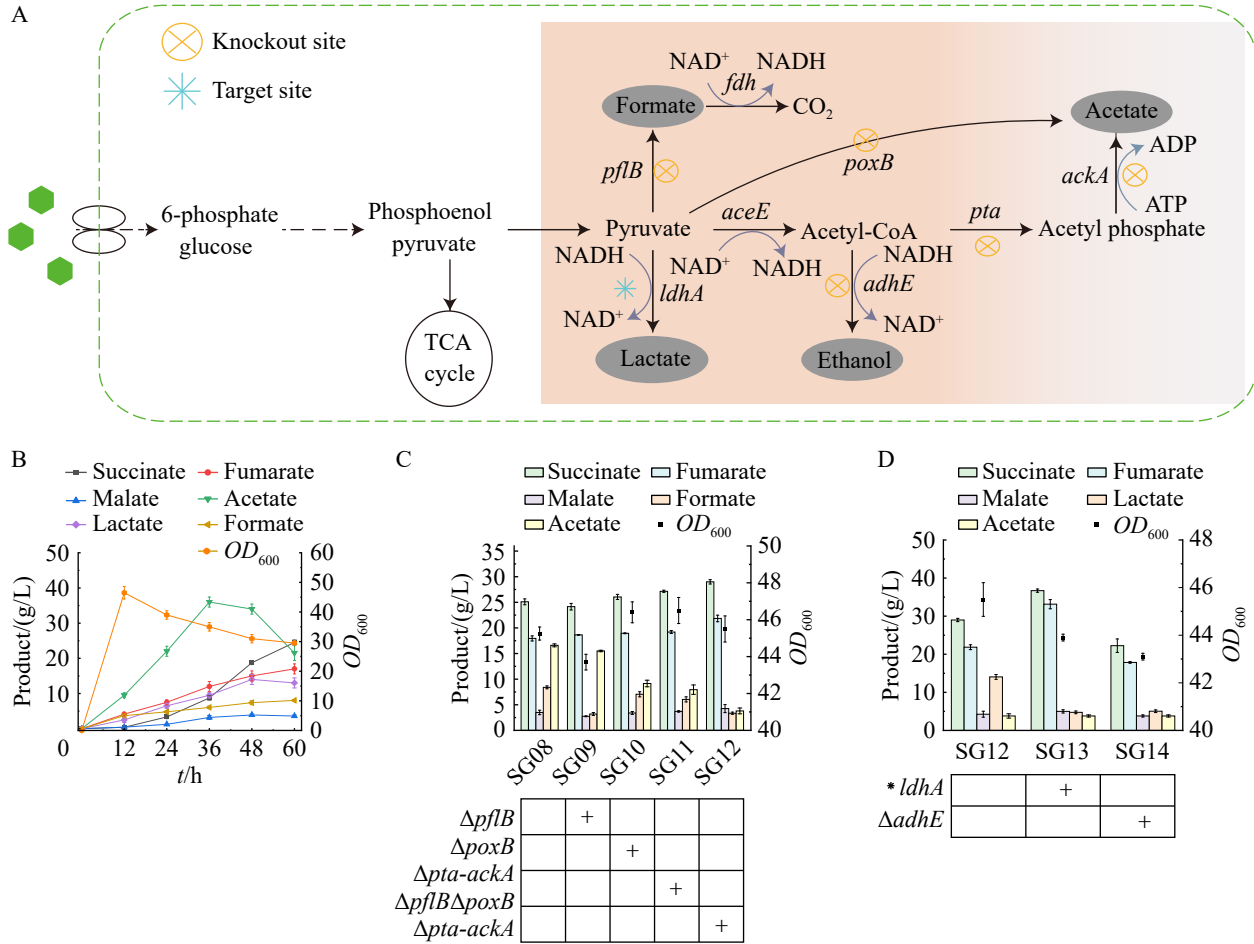 A
Knockout site
Target site
NAD⁺ NADH
fdh
Formate
CO₂
Acetate
ADP
pflB
poxB
ackA
ATP
6-phosphate
glucose
Phosphoenol
pyruvate
Pyruvate
aceE
Acetyl-CoA
pta
Acetyl phosphate
NADH
NAD⁺
NADH
NADH
ldhA
adhE
NAD⁺
NAD⁺
TCA
cycle
Lactate
Ethanol
B
Succinate Fumarate
Malate Acetate
Lactate Formate
OD₆₀₀
50
40
30
20
10
0
60
50
40
30
20
10
0
Product/(g/L)
OD₆₀₀
12 24 36 48 60
t/h
C
Succinate Fumarate
Malate Formate
Acetate OD₆₀₀
35
30
25
20
15
10
5
0
50
48
46
44
42
40
Product/(g/L)
OD₆₀₀
SG08 SG09 SG10 SG11 SG12
ΔpflB +
ΔpoxB +
Δpta-ackA
+
ΔpflBΔpoxB
Δpta-ackA +
D
Succinate Fumarate
Malate Lactate
Acetate OD₆₀₀
50
40
30
20
10
0
48
46
44
42
40
Product/(g/L)
OD₆₀₀
SG12 SG13 SG14
* ldhA +
ΔadhE +